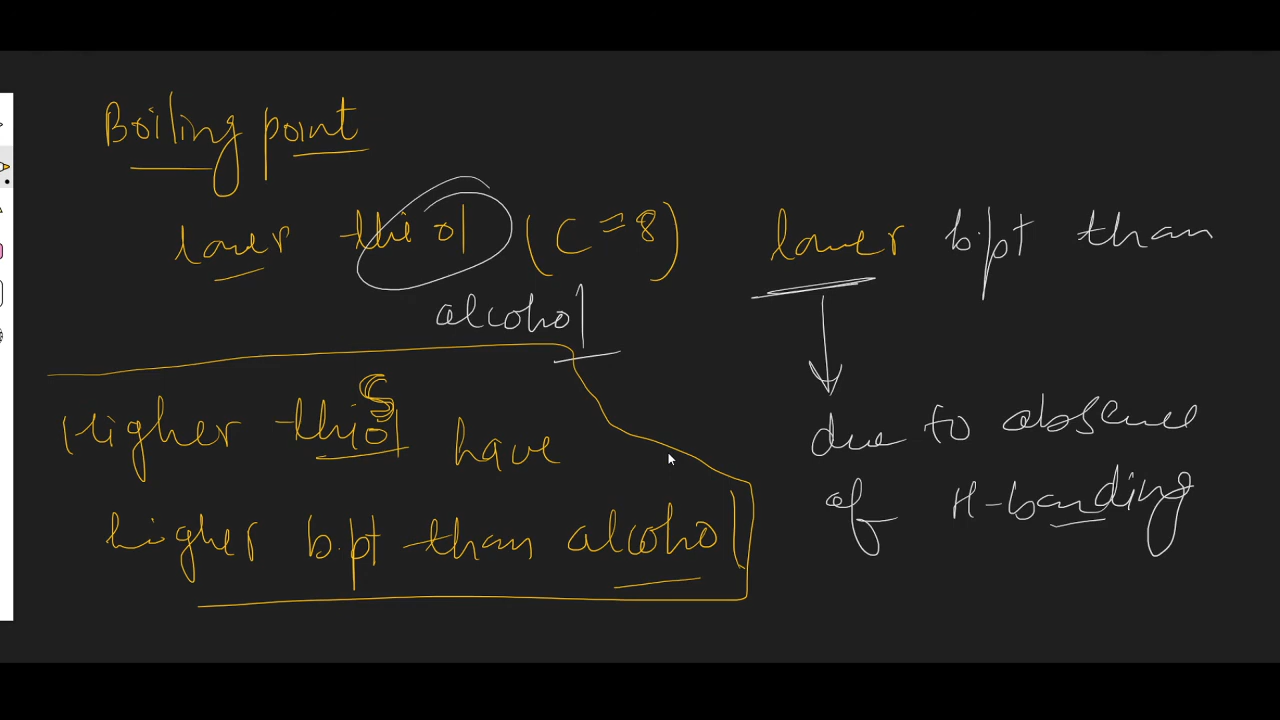 Boiling point
lower thiol (C=8) lower b.pt than
alcohol
due to absence
of H-bonding
Higher thiol have
higher b.pt than alcohol
S